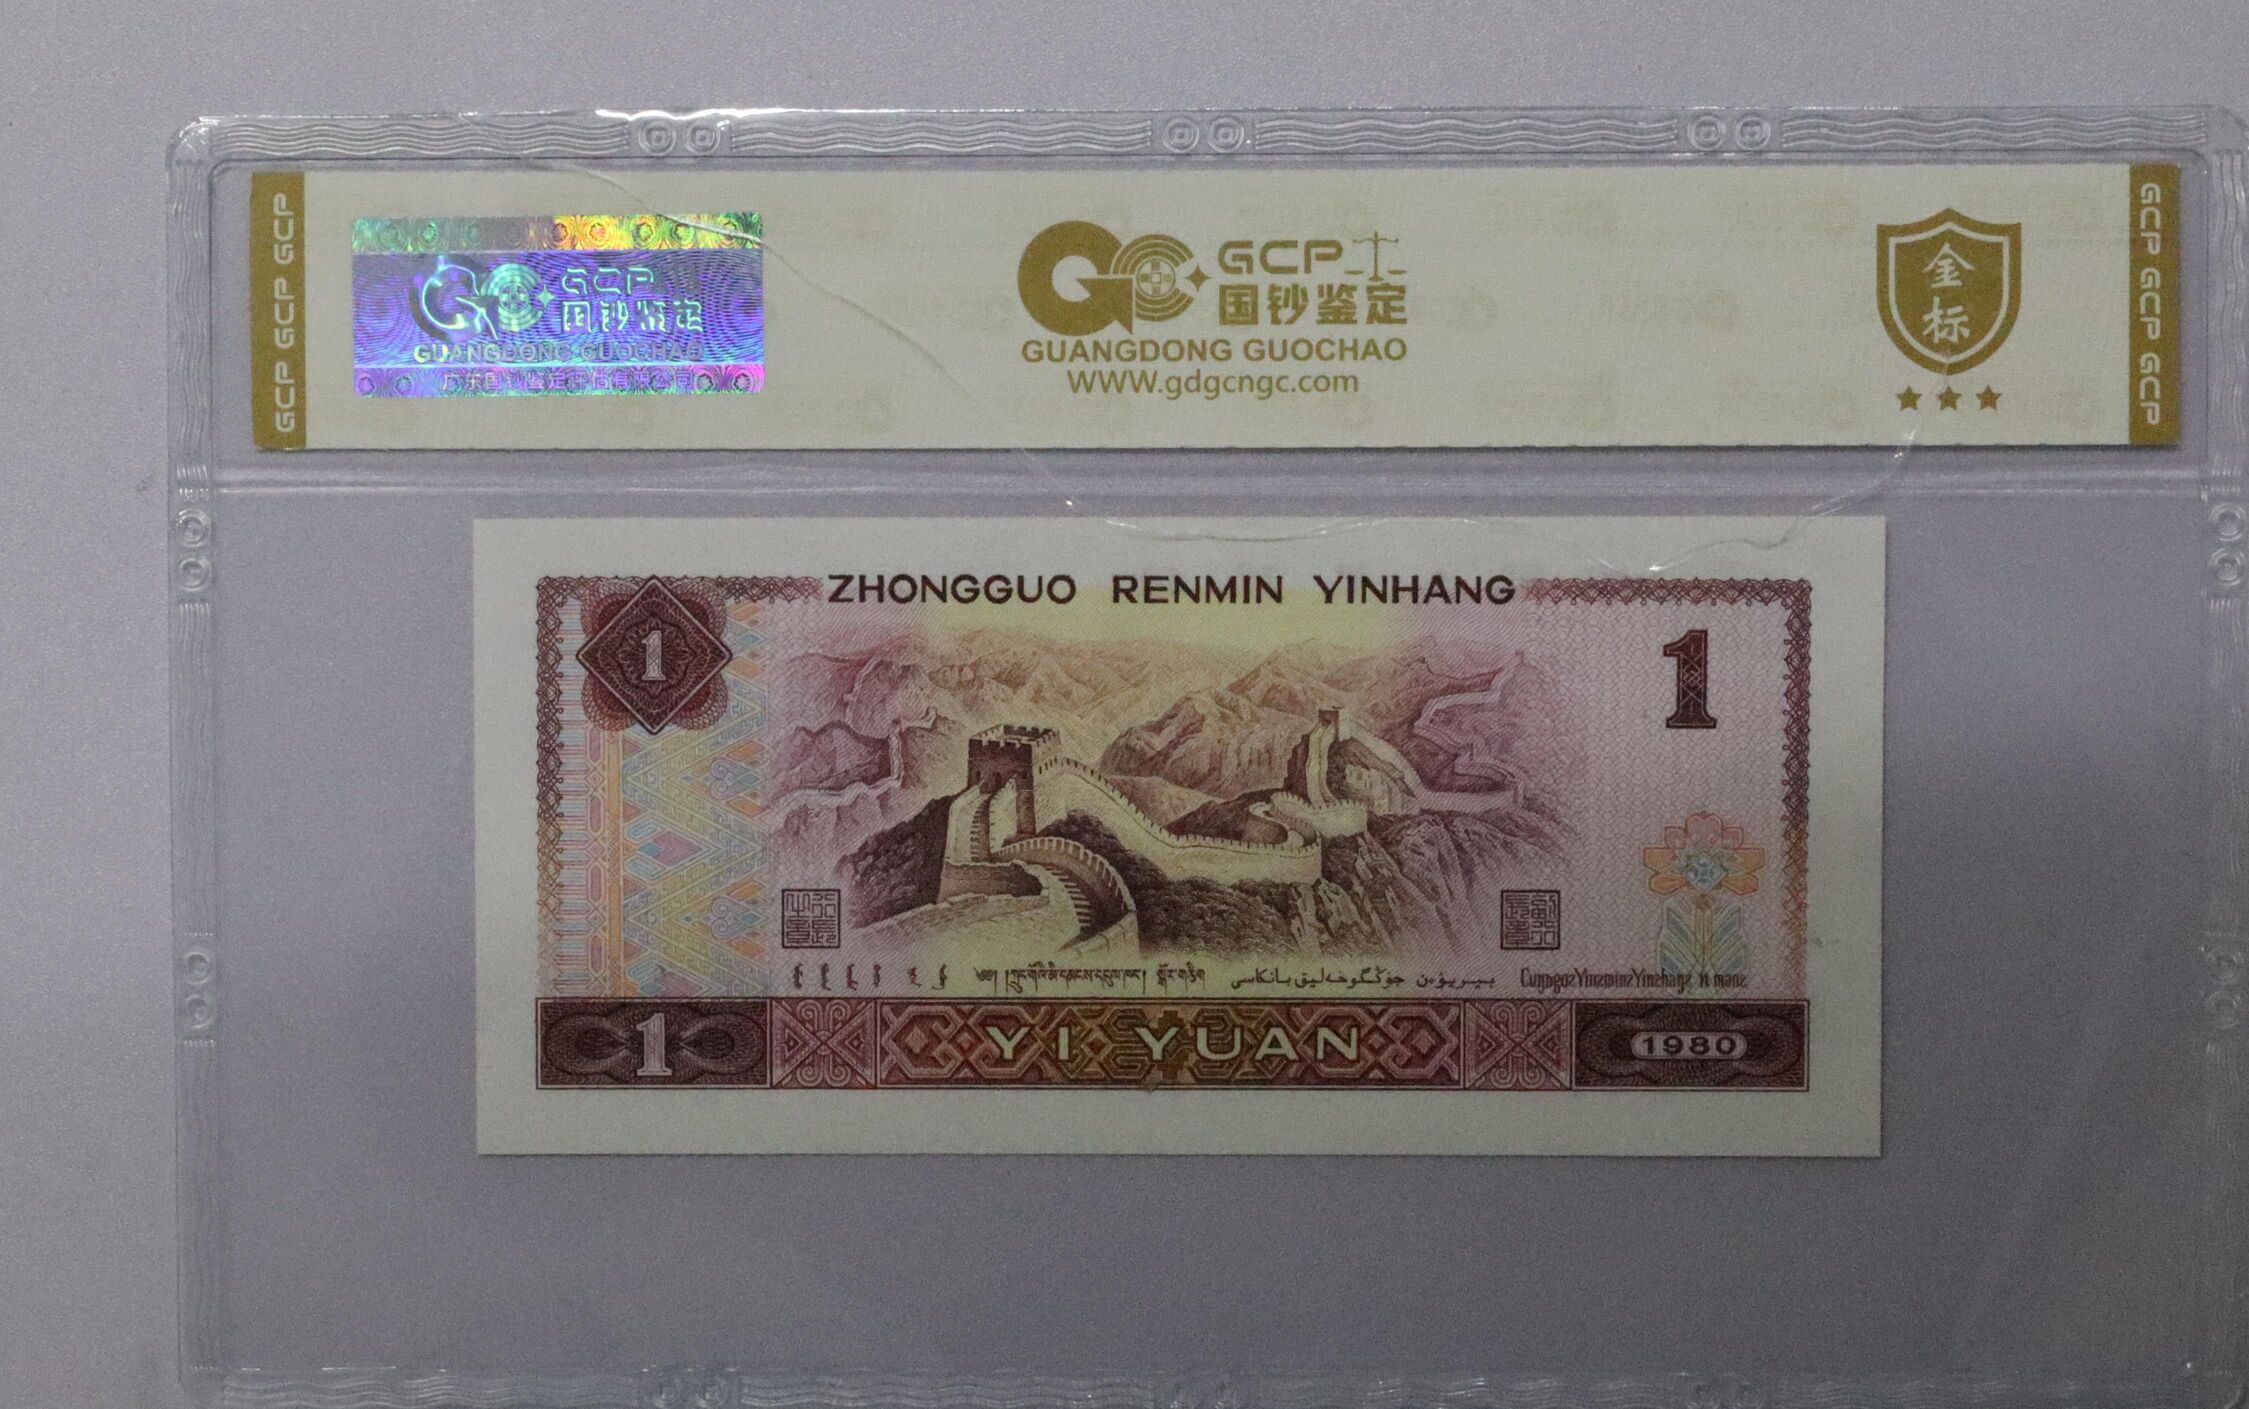 GCP GCP GCP
GCP
国钞鉴定
GUANGDONG GUOCHAO
广东国钞鉴定评估有限公司
GCP
国钞鉴定
GUANGDONG GUOCHAO
WWW.gdgcngc.com
金
标
GCP GCP GCP
ZHONGGUO RENMIN YINHANG
1
1
1
YI YUAN
1980